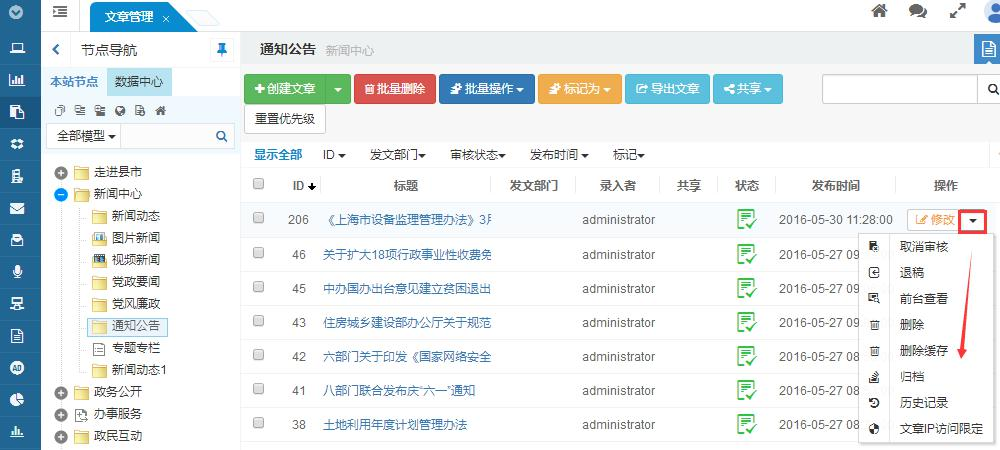 文章管理 ×
节点导航
本站节点 数据中心
全部模型
走进县市
新闻中心
新闻动态
图片新闻
视频新闻
党政要闻
党风廉政
通知公告
专题专栏
新闻动态1
政务公开
办事服务
政民互动
AD
通知公告 新闻中心
创建文章 批量删除 批量操作 标记为 导出文章 共享
重置优先级
显示全部 ID 发文部门 审核状态 发布时间 标记
ID 标题 发文部门 录入者 共享 状态 发布时间 操作
206 《上海市设备监理管理办法》3月 administrator 2016-05-30 11:28:00 修改
46 关于扩大18项行政事业性收费免 administrator 2016-05-27 09
45 中办国办出台意见建立贫困退出 administrator 2016-05-27 09
43 住房城乡建设部办公厅关于规范 administrator 2016-05-27 09
42 六部门关于印发《国家网络安全 administrator 2016-05-27 08
41 八部门联合发布庆“六一”通知 administrator 2016-05-27 08
38 土地利用年度计划管理办法 administrator 2016-05-27 08
取消审核
退稿
前台查看
删除
删除缓存
归档
历史记录
文章IP访问限定